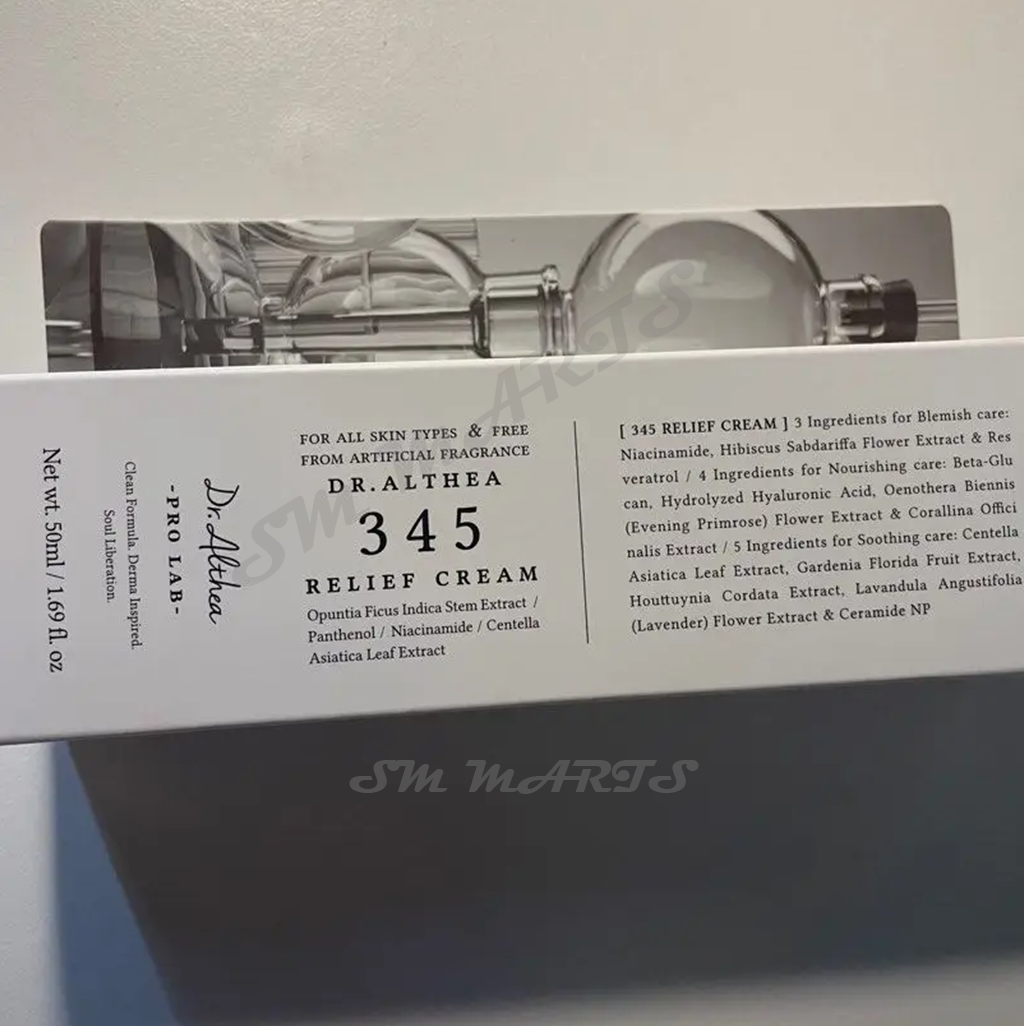 FOR ALL SKIN TYPES & FREE
FROM ARTIFICIAL FRAGRANCE
DR.ALTHEA
345
RELIEF CREAM
Opuntia Ficus Indica Stem Extract /
Panthenol / Niacinamide / Centella
Asiatica Leaf Extract
[ 345 RELIEF CREAM ] 3 Ingredients for Blemish care:
Niacinamide, Hibiscus Sabdariffa Flower Extract & Res
veratrol / 4 Ingredients for Nourishing care: Beta-Glu
can, Hydrolyzed Hyaluronic Acid, Oenothera Biennis
(Evening Primrose) Flower Extract & Corallina Offici
nalis Extract / 5 Ingredients for Soothing care: Centella
Asiatica Leaf Extract, Gardenia Florida Fruit Extract,
Houttuynia Cordata Extract, Lavandula Angustifolia
(Lavender) Flower Extract & Ceramide NP
Dr.Althea
-PRO LAB-
Clean Formula. Derma Inspired.
Soul Liberation.
Net wt. 50ml / 1.69 fl. oz
SM MARTS
SM MARTS